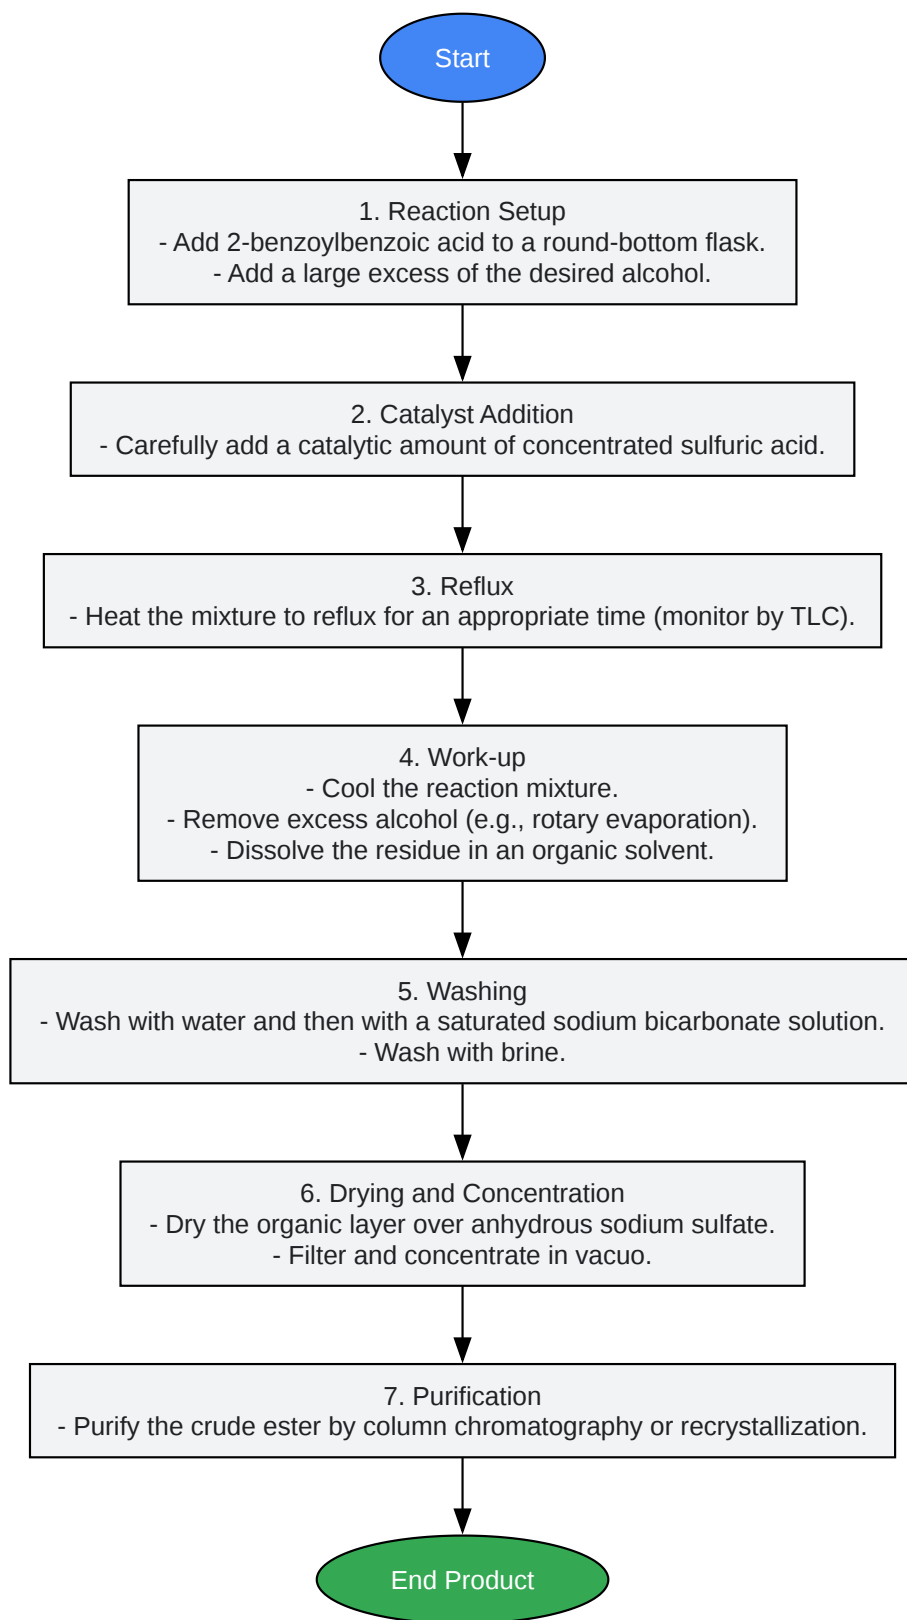 Start
1. Reaction Setup
- Add 2-benzoylbenzoic acid to a round-bottom flask.
- Add a large excess of the desired alcohol.
2. Catalyst Addition
- Carefully add a catalytic amount of concentrated sulfuric acid.
3. Reflux
- Heat the mixture to reflux for an appropriate time (monitor by TLC).
4. Work-up
- Cool the reaction mixture.
- Remove excess alcohol (e.g., rotary evaporation).
- Dissolve the residue in an organic solvent.
5. Washing
- Wash with water and then with a saturated sodium bicarbonate solution.
- Wash with brine.
6. Drying and Concentration
- Dry the organic layer over anhydrous sodium sulfate.
- Filter and concentrate in vacuo.
7. Purification
- Purify the crude ester by column chromatography or recrystallization.
End Product